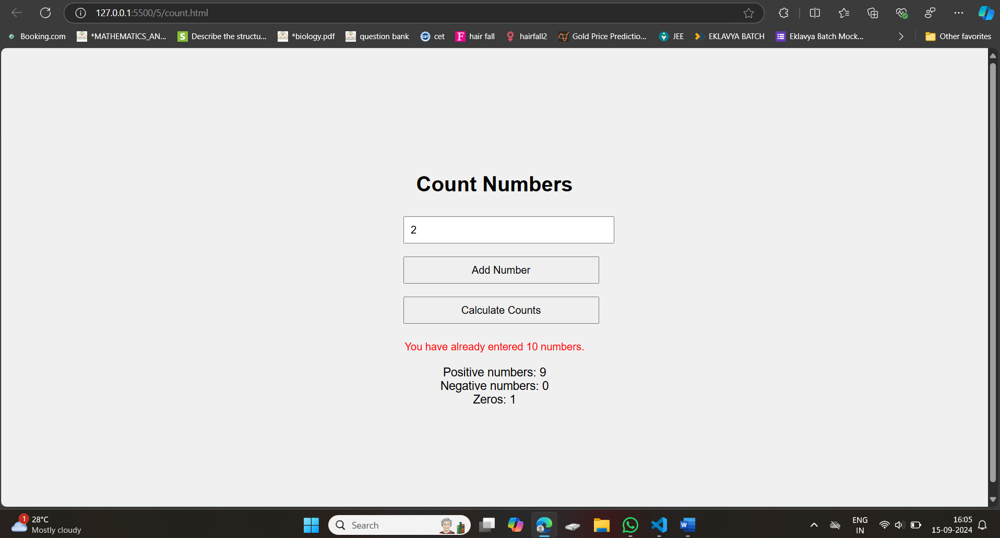 127.0.0.1:5500/5/count.html
Booking.com *MATHEMATICS_AN... S Describe the structu... *biology.pdf question bank cet F hair fall hairfall2 Gold Price Predictio... JEE EKLAVYA BATCH Eklavya Batch Mock... Other favorites
Count Numbers
2
Add Number
Calculate Counts
You have already entered 10 numbers.
Positive numbers: 9
Negative numbers: 0
Zeros: 1
1 28°C
Mostly cloudy
Search
W
ENG
IN
16:05
15-09-2024